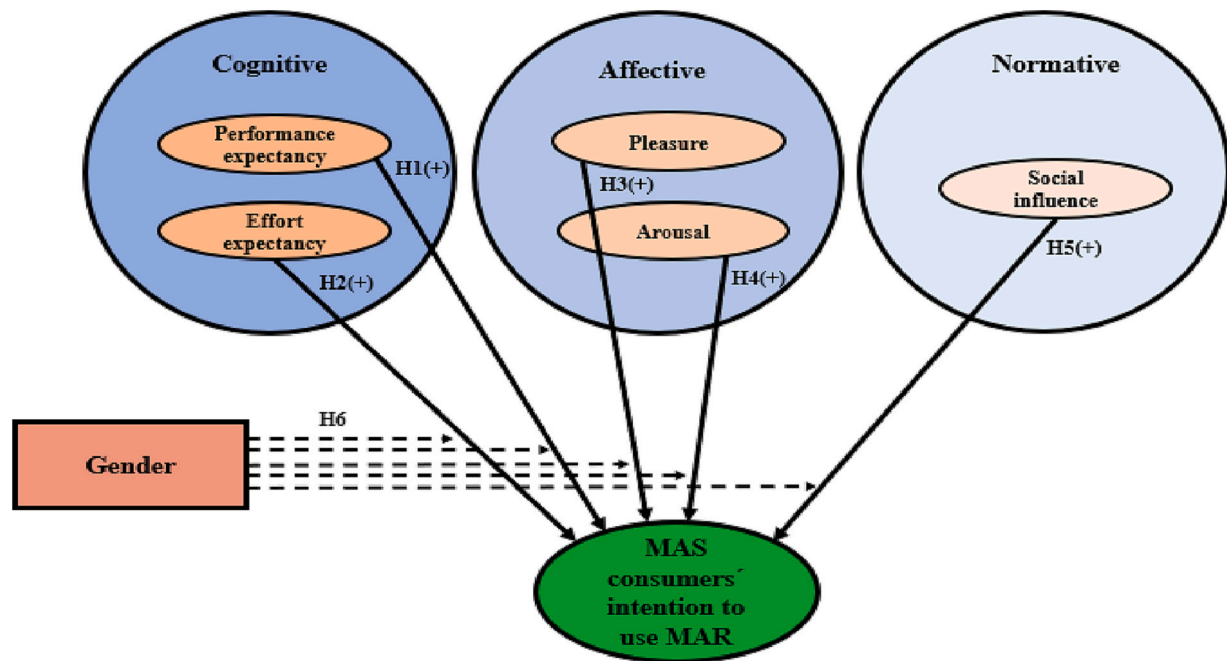 Cognitive
Performance
expectancy
H1(+)
Effort
expectancy
H2(+)
Affective
Pleasure
H3(+)
Arousal
H4(+)
Normative
Social
influence
H5(+)
H6
Gender
MAS
consumers´
intention to
use MAR